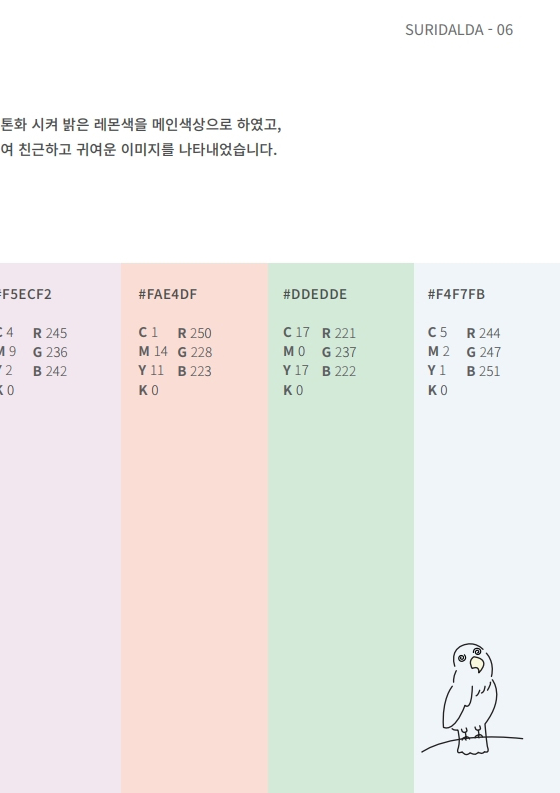 SURIDALDA - 06
톤화 시켜 밝은 레몬색을 메인색상으로 하였고,
여 친근하고 귀여운 이미지를 나타내었습니다.
#F5ECF2
C 4
M 9
Y 2
K 0
R 245
G 236
B 242
#FAE4DF
C 1
M 14
Y 11
K 0
R 250
G 228
B 223
#DDEDDE
C 17
M 0
Y 17
K 0
R 221
G 237
B 222
#F4F7FB
C 5
M 2
Y 1
K 0
R 244
G 247
B 251